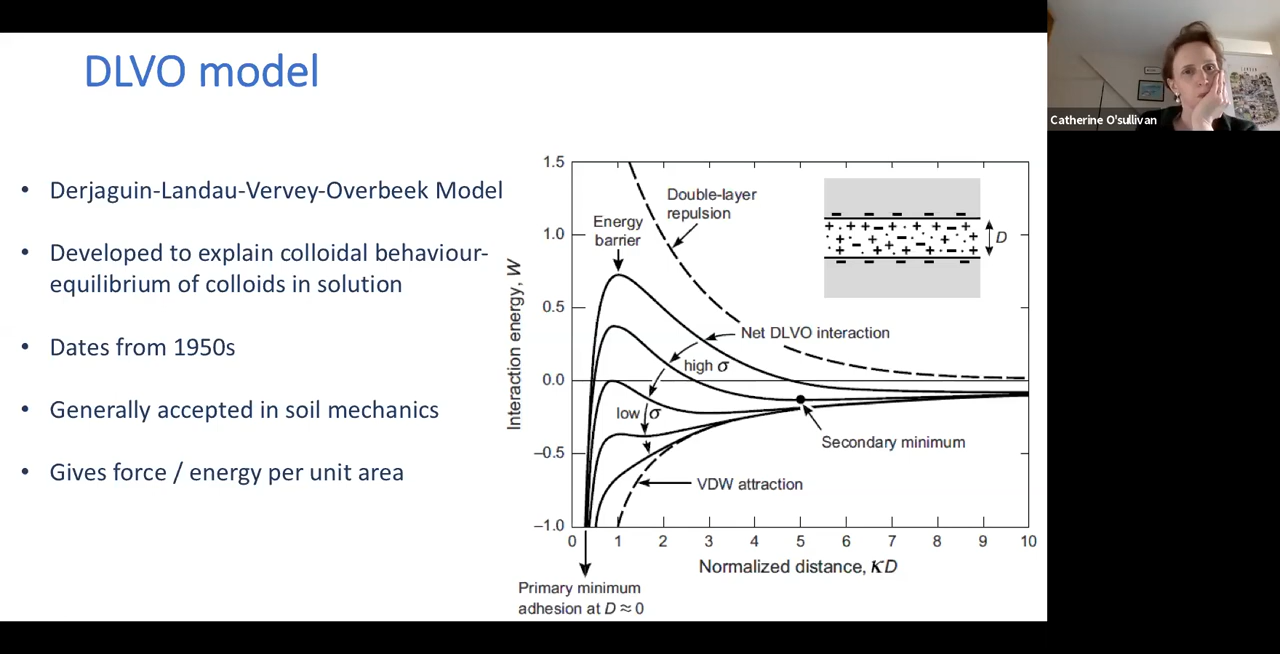 DLVO model
• Derjaguin-Landau-Vervey-Overbeek Model
• Developed to explain colloidal behaviour-
equilibrium of colloids in solution
• Dates from 1950s
• Generally accepted in soil mechanics
• Gives force / energy per unit area
1.5
1.0
0.5
0.0
–0.5
–1.0
Interaction energy, W
Double-layer
repulsion
Energy
barrier
D
Net DLVO interaction
high σ
low σ
Secondary minimum
VDW attraction
0 1 2 3 4 5 6 7 8 9 10
Normalized distance, κD
Primary minimum
adhesion at D ≈ 0
Catherine O'sullivan